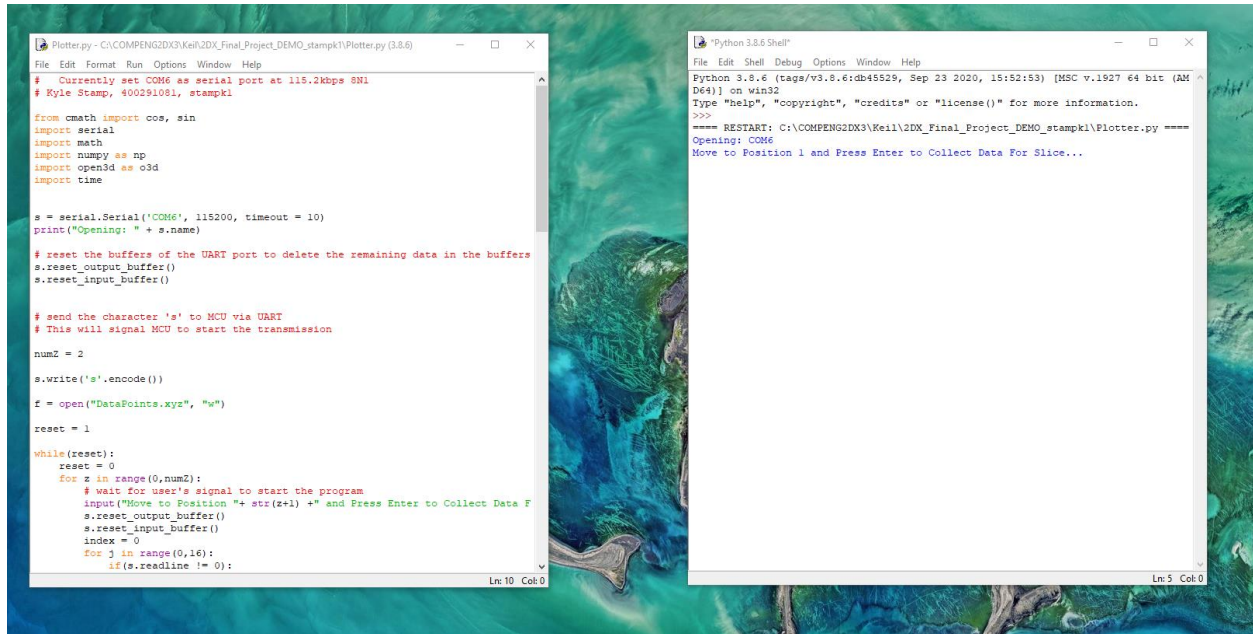 Plotter.py - C:\COMPENG2DX3\Keil\2DX_Final_Project_DEMO_stampk1\Plotter.py (3.8.6)
File Edit Format Run Options Window Help
#   Currently set COM6 as serial port at 115.2kbps 8N1
# Kyle Stamp, 400291081, stampk1
from cmath import cos, sin
import serial
import math
import numpy as np
import open3d as o3d
import time
s = serial.Serial('COM6', 115200, timeout = 10)
print("Opening: " + s.name)
# reset the buffers of the UART port to delete the remaining data in the buffers
s.reset_output_buffer()
s.reset_input_buffer()
# send the character 's' to MCU via UART
# This will signal MCU to start the transmission
numZ = 2
s.write('s'.encode())
f = open("DataPoints.xyz", "w")
reset = 1
while(reset):
    reset = 0
    for z in range(0,numZ):
        # wait for user's signal to start the program
        input("Move to Position "+ str(z+1) +" and Press Enter to Collect Data F
        s.reset_output_buffer()
        s.reset_input_buffer()
        index = 0
        for j in range(0,16):
            if(s.readline != 0):
Ln: 10 Col: 0
*Python 3.8.6 Shell*
File Edit Shell Debug Options Window Help
Python 3.8.6 (tags/v3.8.6:db45529, Sep 23 2020, 15:52:53) [MSC v.1927 64 bit (AM
D64)] on win32
Type "help", "copyright", "credits" or "license()" for more information.
>>>
==== RESTART: C:\COMPENG2DX3\Keil\2DX_Final_Project_DEMO_stampk1\Plotter.py ====
Opening: COM6
Move to Position 1 and Press Enter to Collect Data For Slice...
Ln: 5 Col: 0